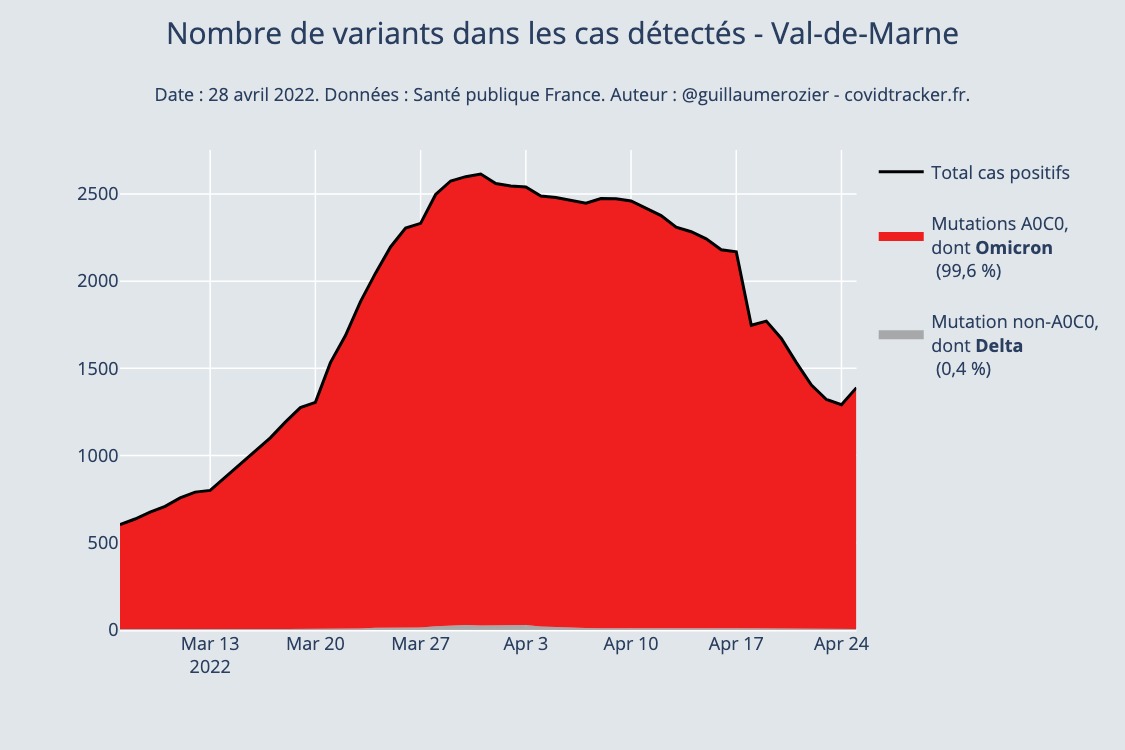 Nombre de variants dans les cas détectés - Val-de-Marne
Date : 28 avril 2022. Données : Santé publique France. Auteur : @guillaumerozier - covidtracker.fr.
2500
2000
1500
1000
500
0
Mar 13
2022
Mar 20
Mar 27
Apr 3
Apr 10
Apr 17
Apr 24
Total cas positifs
Mutations A0C0,
dont Omicron
(99,6 %)
Mutation non-A0C0,
dont Delta
(0,4 %)